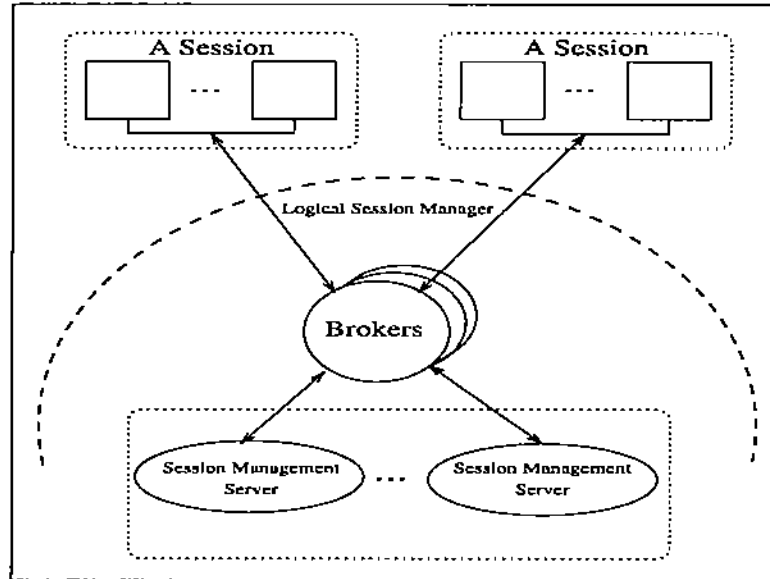 A Session
A Session
...
...
Logical Session Manager
Brokers
Session Management
Server
...
Session Management
Server